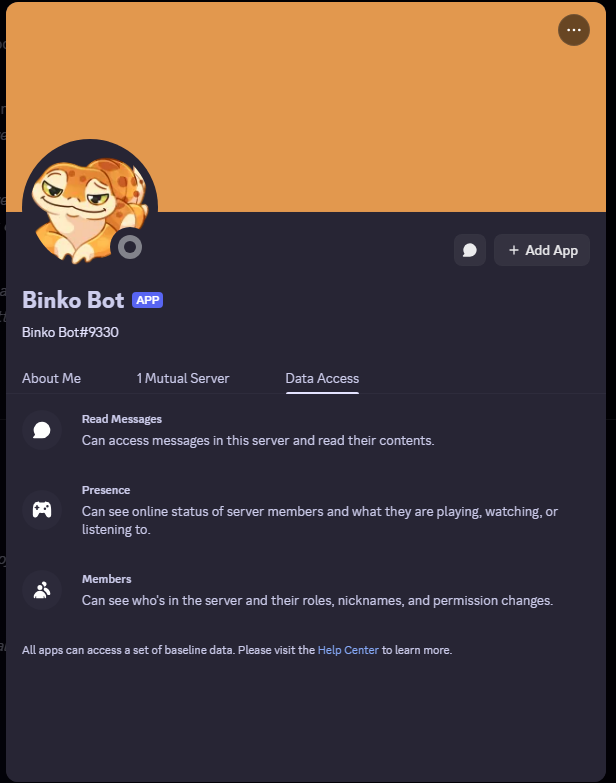 Binko Bot APP
Binko Bot#9330
+ Add App
About Me
1 Mutual Server
Data Access
Read Messages
Can access messages in this server and read their contents.
Presence
Can see online status of server members and what they are playing, watching, or
listening to.
Members
Can see who's in the server and their roles, nicknames, and permission changes.
All apps can access a set of baseline data. Please visit the Help Center to learn more.